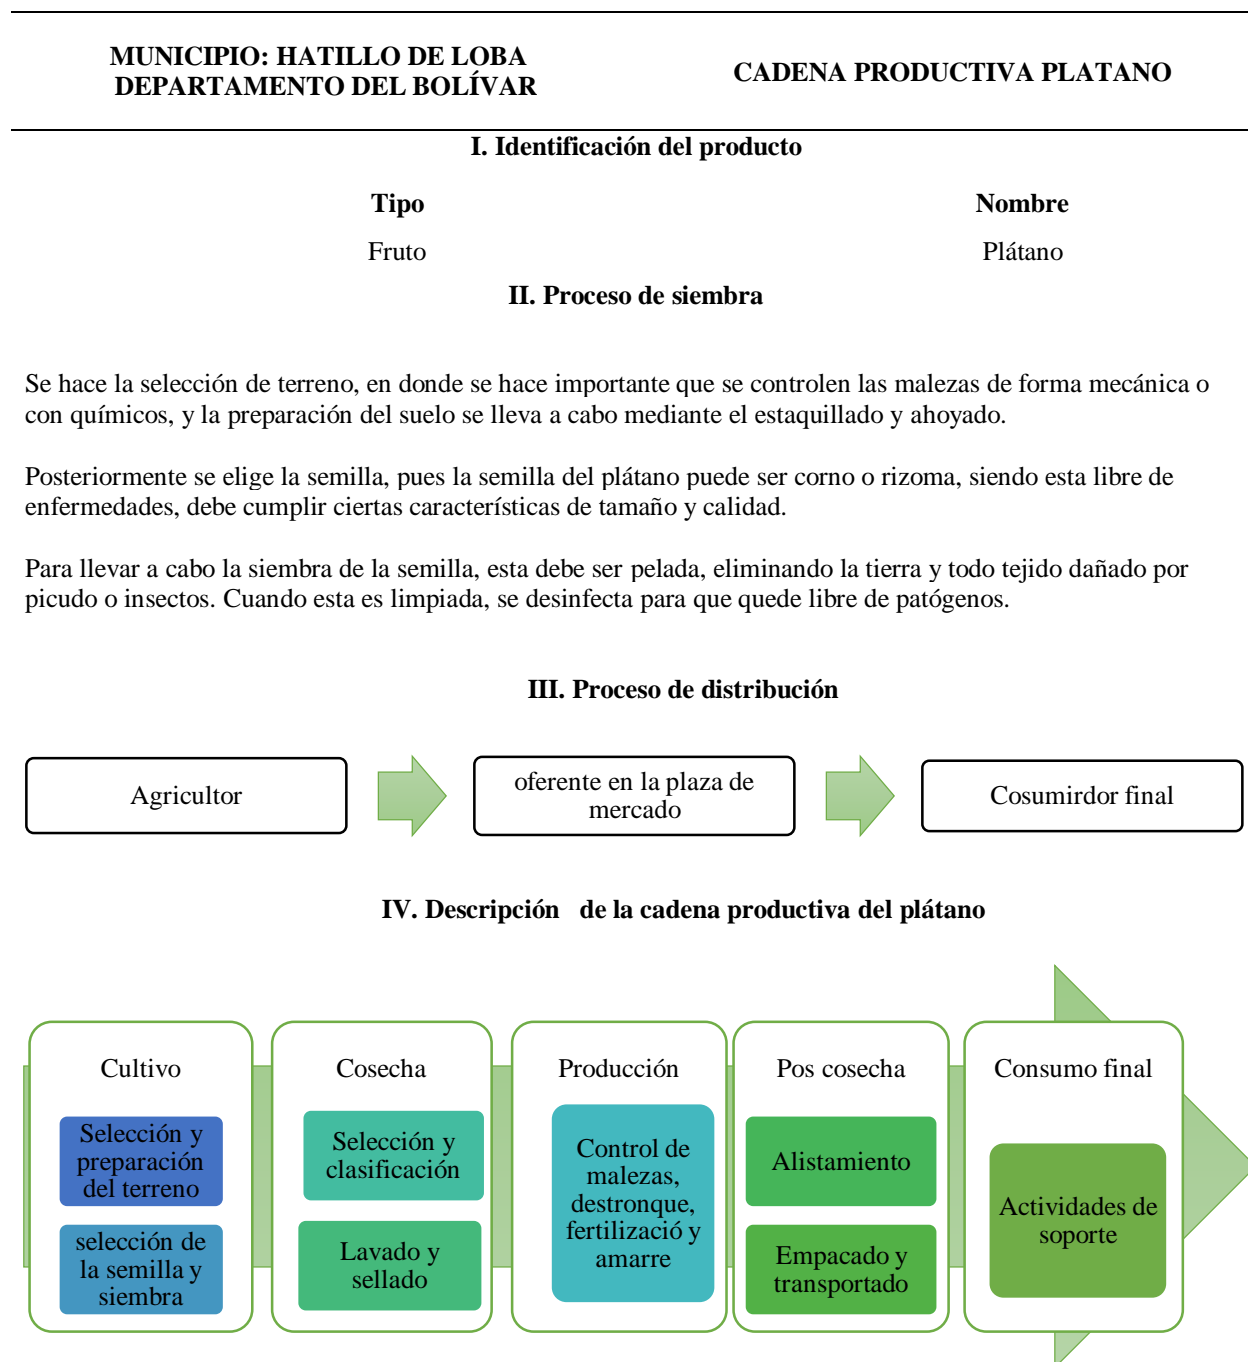 MUNICIPIO: HATILLO DE LOBA
DEPARTAMENTO DEL BOLÍVAR
CADENA PRODUCTIVA PLATANO
I. Identificación del producto
Tipo
Nombre
Fruto
Plátano
II. Proceso de siembra
Se hace la selección de terreno, en donde se hace importante que se controlen las malezas de forma mecánica o
con químicos, y la preparación del suelo se lleva a cabo mediante el estaquillado y ahoyado.
Posteriormente se elige la semilla, pues la semilla del plátano puede ser corno o rizoma, siendo esta libre de
enfermedades, debe cumplir ciertas características de tamaño y calidad.
Para llevar a cabo la siembra de la semilla, esta debe ser pelada, eliminando la tierra y todo tejido dañado por
picudo o insectos. Cuando esta es limpiada, se desinfecta para que quede libre de patógenos.
III. Proceso de distribución
Agricultor
oferente en la plaza de
mercado
Cosumirdor final
IV. Descripción de la cadena productiva del plátano
Cultivo
Selección y
preparación
del terreno
selección de
la semilla y
siembra
Cosecha
Selección y
clasificación
Lavado y
sellado
Producción
Control de
malezas,
destronque,
fertilizació y
amarre
Pos cosecha
Alistamiento
Empacado y
transportado
Consumo final
Actividades de
soporte